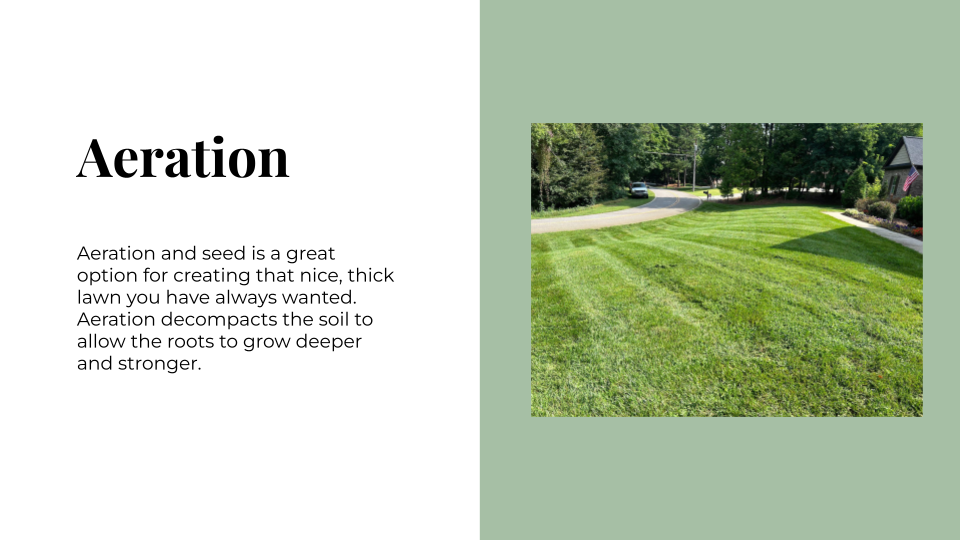 Aeration
Aeration and seed is a great
option for creating that nice, thick
lawn you have always wanted.
Aeration decompacts the soil to
allow the roots to grow deeper
and stronger.